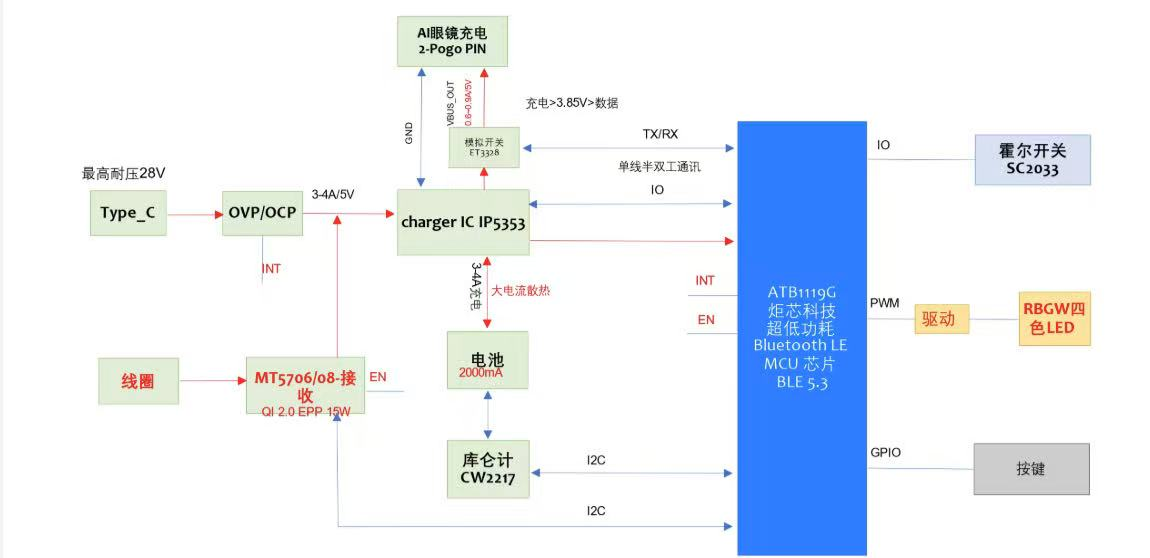 AI眼镜充电
2-Pogo PIN
GND
VBUS_OUT
0.6~0.9A/5V
充电>3.85V>数据
模拟开关
ET3328
TX/RX
单线半双工通讯
IO
最高耐压28V
Type_C
OVP/OCP
3-4A/5V
INT
charger IC IP5353
3-4A充电
大电流散热
电池
2000mA
线圈
MT5706/08-接
收
QI 2.0 EPP 15W
EN
库仑计
CW2217
I2C
I2C
INT
EN
ATB1119G
炬芯科技
超低功耗
Bluetooth LE
MCU 芯片
BLE 5.3
IO
霍尔开关
SC2033
PWM
驱动
RBGW四
色LED
GPIO
按键